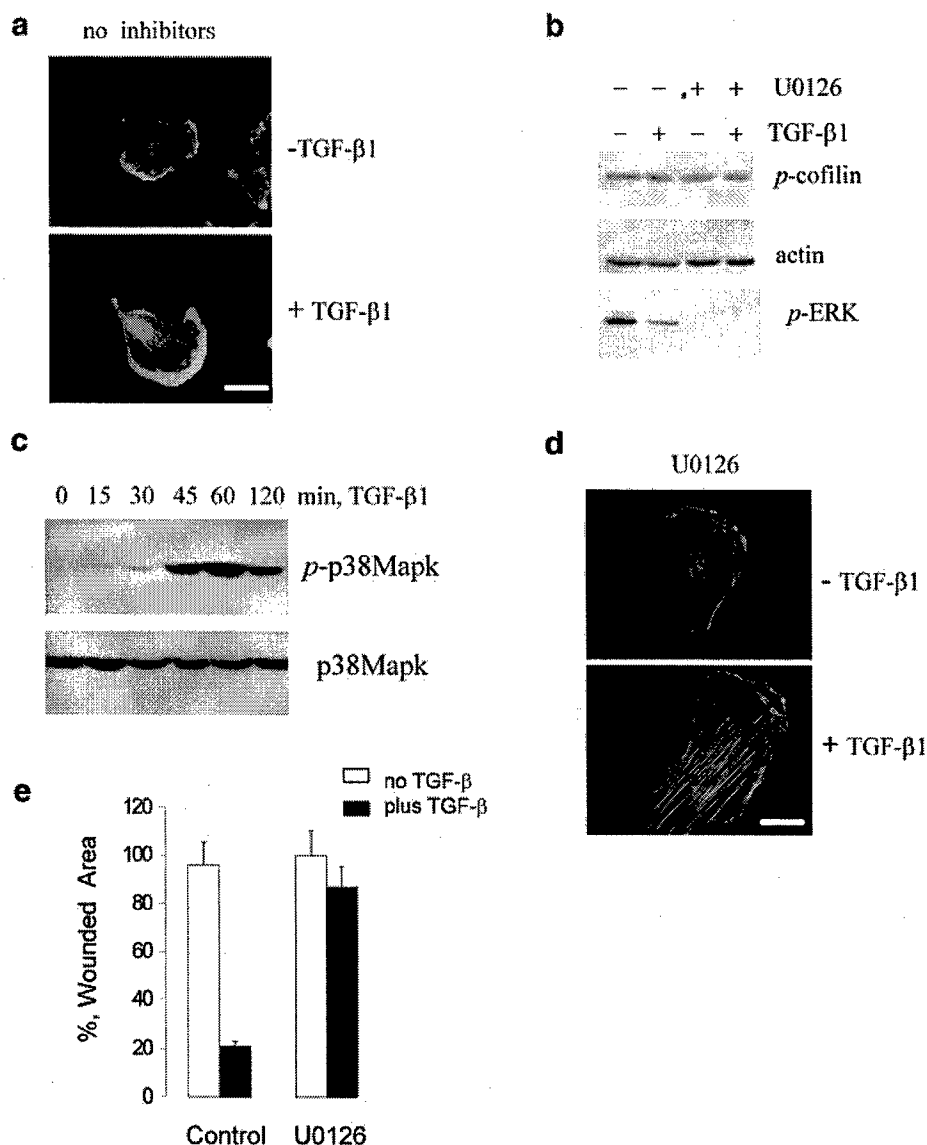 a
no inhibitors
-TGF-β1
+ TGF-β1
b
- - + + U0126
- + - + TGF-β1
p-cofilin
actin
p-ERK
c
0 15 30 45 60 120 min, TGF-β1
p-p38Mapk
p38Mapk
d
U0126
- TGF-β1
+ TGF-β1
e
no TGF-β
plus TGF-β
%, Wounded Area
120
100
80
60
40
20
0
Control U0126